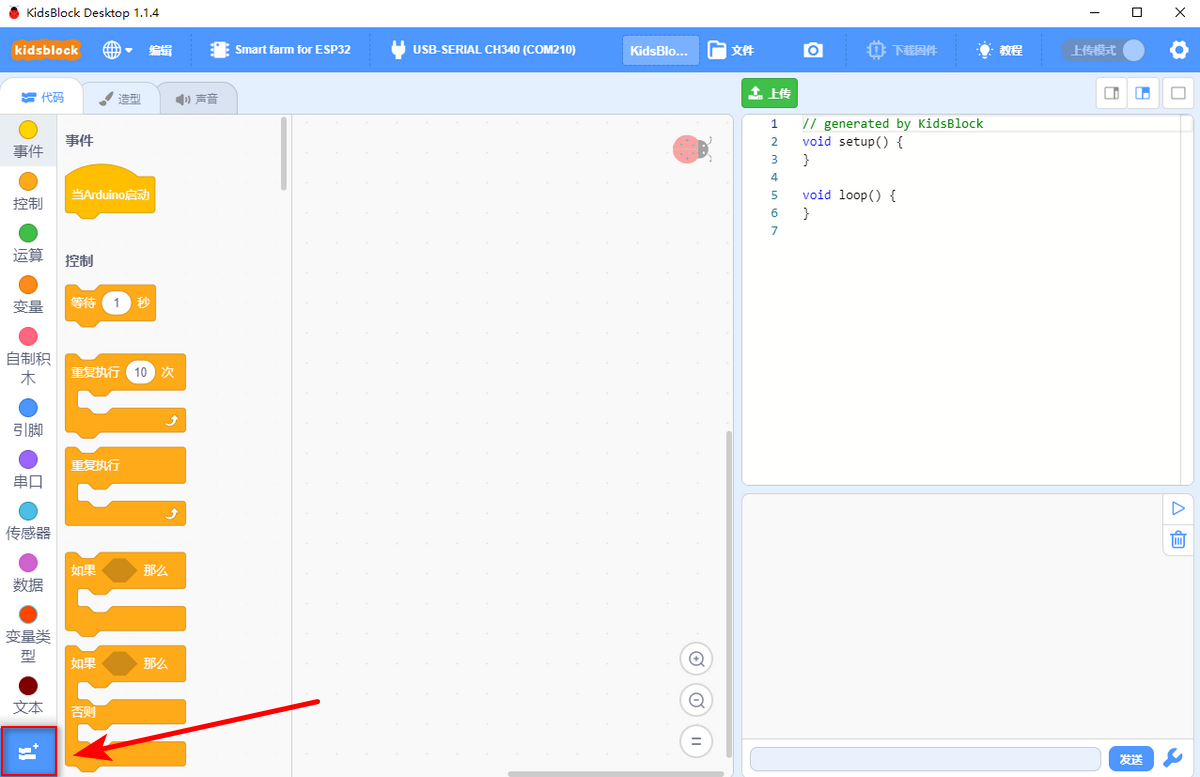 KidsBlock Desktop 1.1.4
kidsblock
编辑
Smart farm for ESP32
USB-SERIAL CH340 (COM210)
KidsBlo...
文件
下载固件
教程
上传模式
代码
造型
声音
上传
事件
控制
运算
变量
自制积
木
引脚
串口
传感器
数据
变量类
型
文本
事件
当Arduino启动
控制
等待 1 秒
重复执行 10 次
重复执行
如果 那么
如果 那么
否则
1 // generated by KidsBlock
2 void setup() {
3 }
4
5 void loop() {
6 }
7
发送